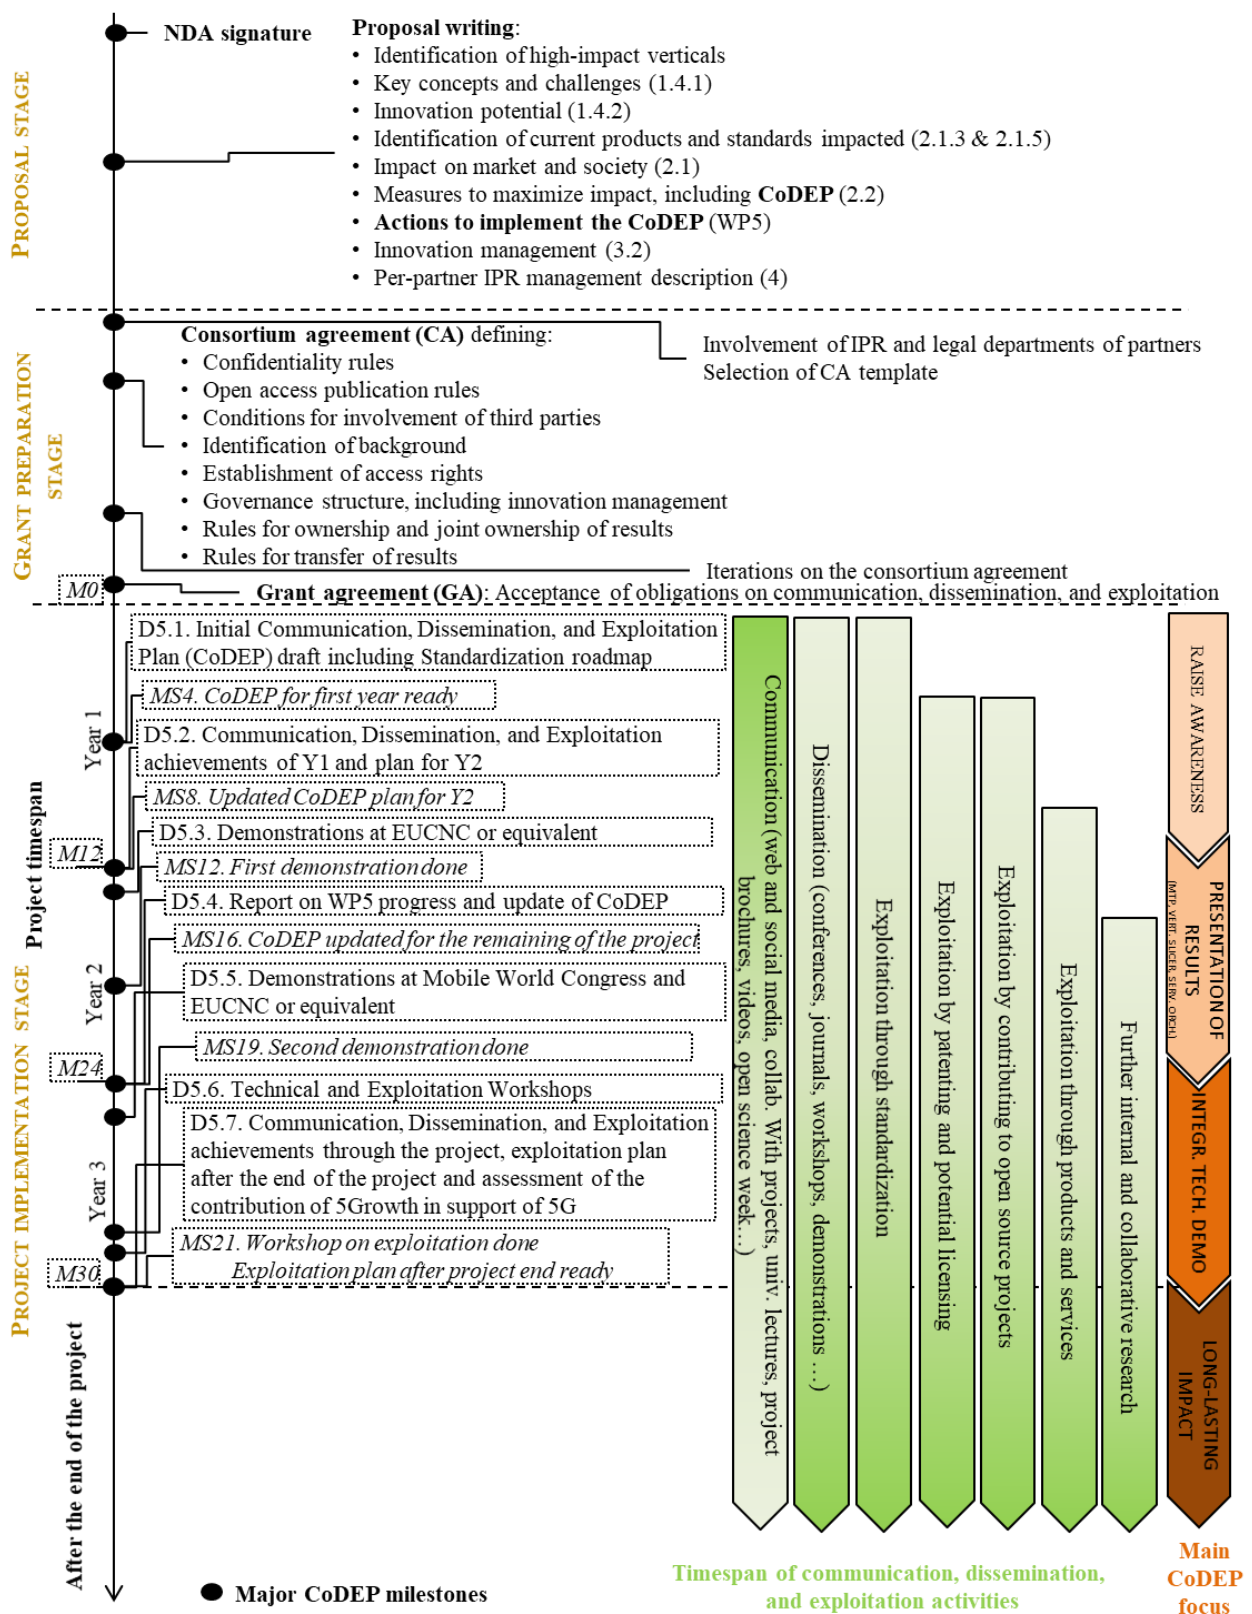 PROPOSAL STAGE
NDA signature
Proposal writing:
• Identification of high-impact verticals
• Key concepts and challenges (1.4.1)
• Innovation potential (1.4.2)
• Identification of current products and standards impacted (2.1.3 & 2.1.5)
• Impact on market and society (2.1)
• Measures to maximize impact, including CoDEP (2.2)
• Actions to implement the CoDEP (WP5)
• Innovation management (3.2)
• Per-partner IPR management description (4)
GRANT PREPARATION
STAGE
Consortium agreement (CA) defining:
• Confidentiality rules
• Open access publication rules
• Conditions for involvement of third parties
• Identification of background
• Establishment of access rights
• Governance structure, including innovation management
• Rules for ownership and joint ownership of results
• Rules for transfer of results
Involvement of IPR and legal departments of partners
Selection of CA template
Iterations on the consortium agreement
M0
Grant agreement (GA): Acceptance of obligations on communication, dissemination, and exploitation
PROJECT IMPLEMENTATION STAGE
Project timespan
Year 1
M12
Year 2
M24
Year 3
M30
After the end of the project
D5.1. Initial Communication, Dissemination, and Exploitation
Plan (CoDEP) draft including Standardization roadmap
MS4. CoDEP for first year ready
D5.2. Communication, Dissemination, and Exploitation
achievements of Y1 and plan for Y2
MS8. Updated CoDEP plan for Y2
D5.3. Demonstrations at EUCNC or equivalent
MS12. First demonstration done
D5.4. Report on WP5 progress and update of CoDEP
MS16. CoDEP updated for the remaining of the project
D5.5. Demonstrations at Mobile World Congress and
EUCNC or equivalent
MS19. Second demonstration done
D5.6. Technical and Exploitation Workshops
D5.7. Communication, Dissemination, and Exploitation
achievements through the project, exploitation plan
after the end of the project and assessment of the
contribution of 5Growth in support of 5G
MS21. Workshop on exploitation done
Exploitation plan after project end ready
Communication (web and social media, collab. With projects, univ. lectures, project
brochures, videos, open science week…)
Dissemination (conferences, journals, workshops, demonstrations …)
Exploitation through standardization
Exploitation by patenting and potential licensing
Exploitation by contributing to open source projects
Exploitation through products and services
Further internal and collaborative research
RAISE AWARENESS
PRESENTATION OF
RESULTS
(MTP, VERT. SLICER, SERV. ORCH.)
INTEGR. TECH. DEMO
LONG-LASTING
IMPACT
Major CoDEP milestones
Timespan of communication, dissemination,
and exploitation activities
Main
CoDEP
focus